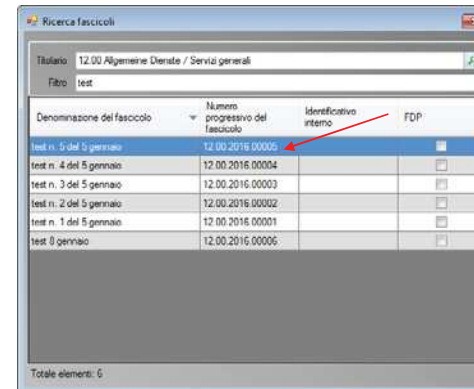 Ricerca fascicoli
Titolario 12.00 Allgemeine Dienste / Servizi generali
Filtro test
Denominazione del fascicolo Numero progressivo del fascicolo Identificativo interno FDP
test n. 5 del 5 gennaio 12.00.2016.00005
test n. 4 del 5 gennaio 12.00.2016.00004
test n. 3 del 5 gennaio 12.00.2016.00003
test n. 2 del 5 gennaio 12.00.2016.00002
test n. 1 del 5 gennaio 12.00.2016.00001
test 8 gennaio 12.00.2016.00006
Totale elementi: 6